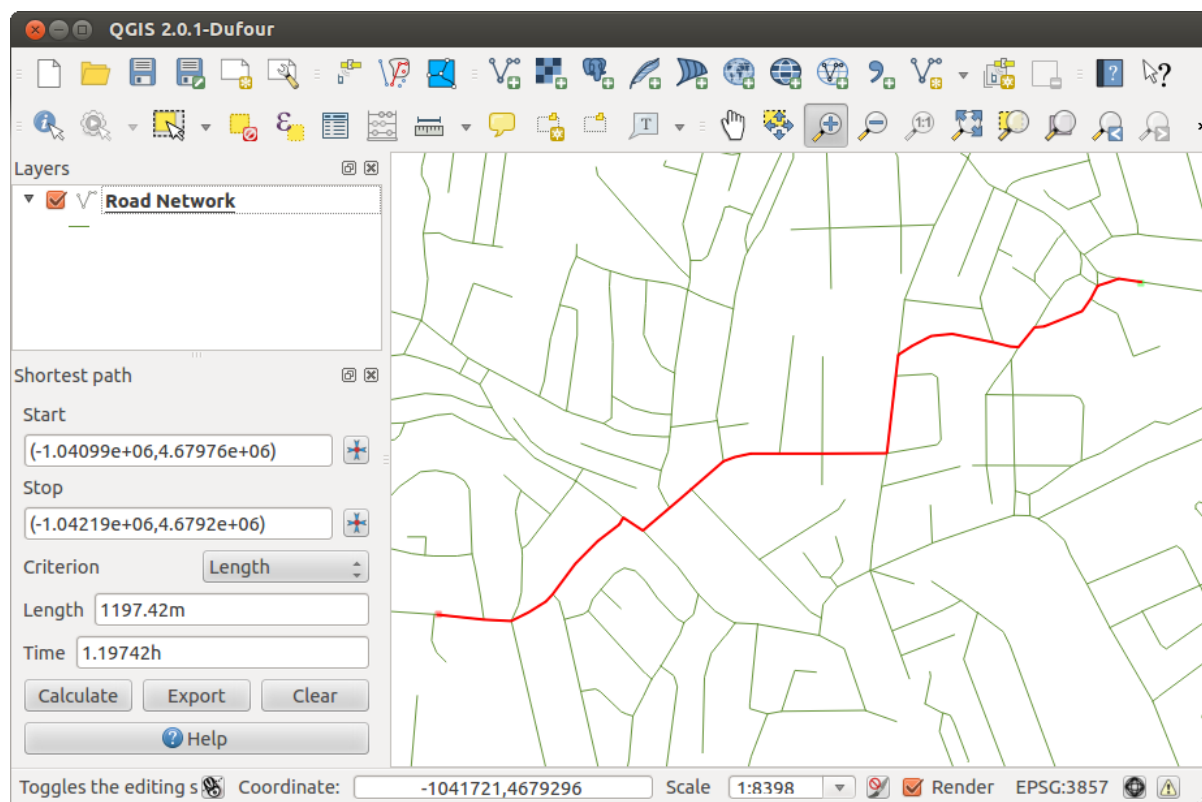 QGIS 2.0.1-Dufour
Layers
Road Network
Shortest path
Start
(-1.04099e+06,4.67976e+06)
Stop
(-1.04219e+06,4.6792e+06)
Criterion Length
Length 1197.42m
Time 1.19742h
Calculate Export Clear
Help
Toggles the editing s Coordinate: -1041721,4679296 Scale 1:8398 Render EPSG:3857